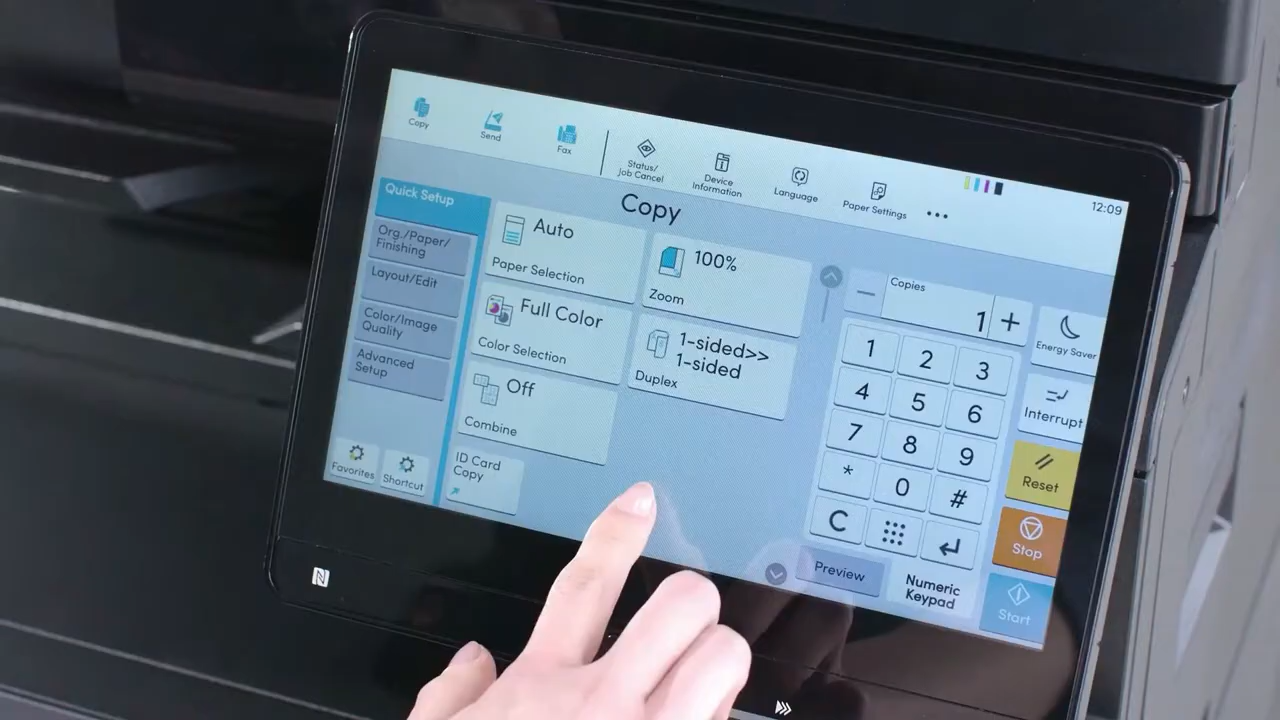 Copy
Send
Fax
Status/
Job Cancel
Device
Information
Language
Paper Settings
•••
12:09
Copy
Quick Setup
Org./Paper/
Finishing
Layout/Edit
Color/Image
Quality
Advanced
Setup
Favorites
Shortcut
Auto
Paper Selection
100%
Zoom
Full Color
Color Selection
1-sided>>
1-sided
Duplex
Off
Combine
ID Card
Copy
Copies
1
+
1 2 3
4 5 6
7 8 9
* 0 #
C
Preview
Numeric
Keypad
Energy Saver
Interrupt
Reset
Stop
Start